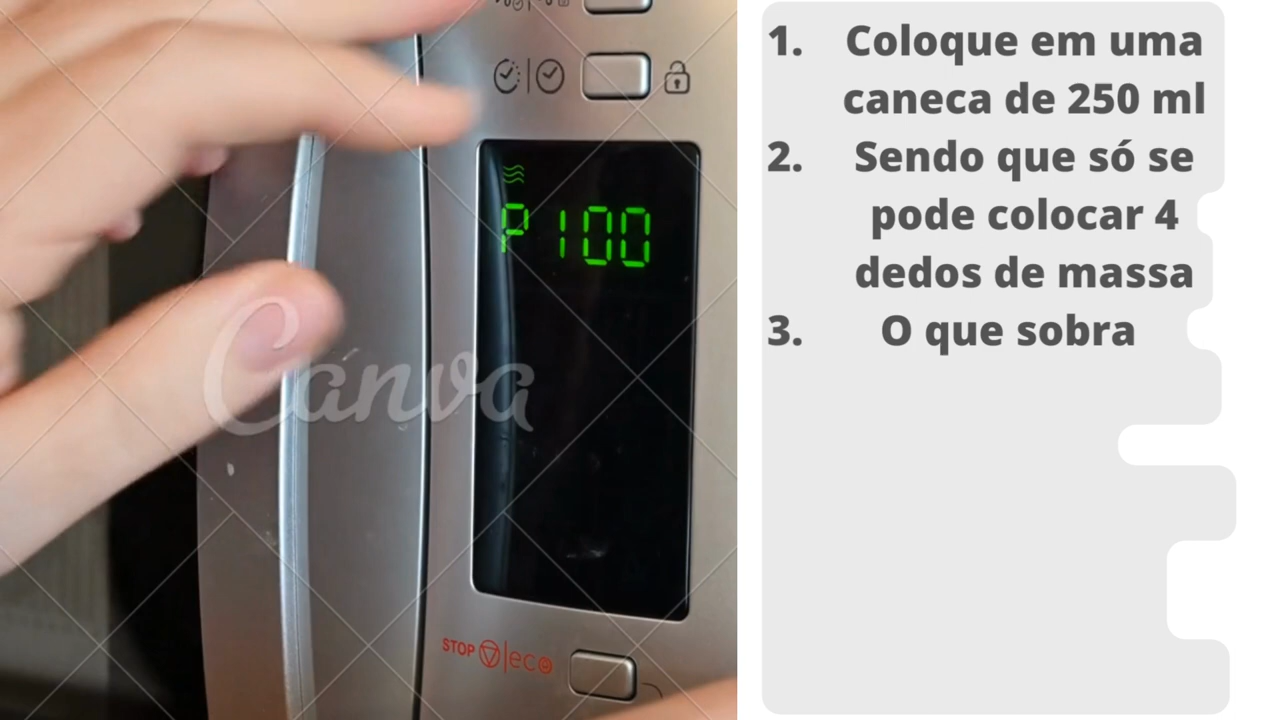 P 100
STOP
eco
Canva
1. Coloque em uma
caneca de 250 ml
2. Sendo que só se
pode colocar 4
dedos de massa
3. O que sobra